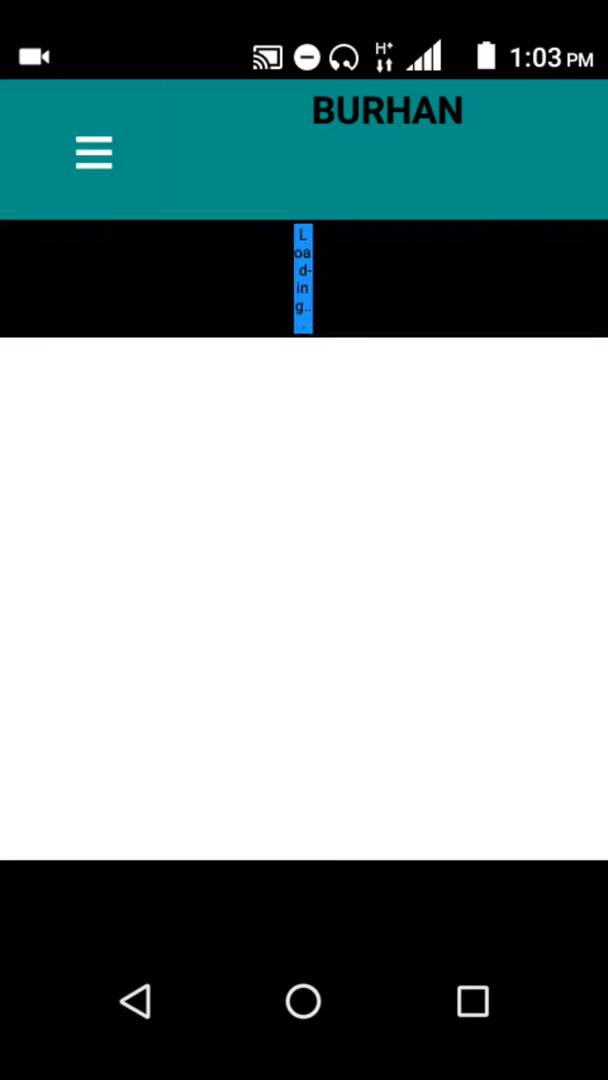 H+
1:03 PM
BURHAN
L
oa
d-
in
g..
.